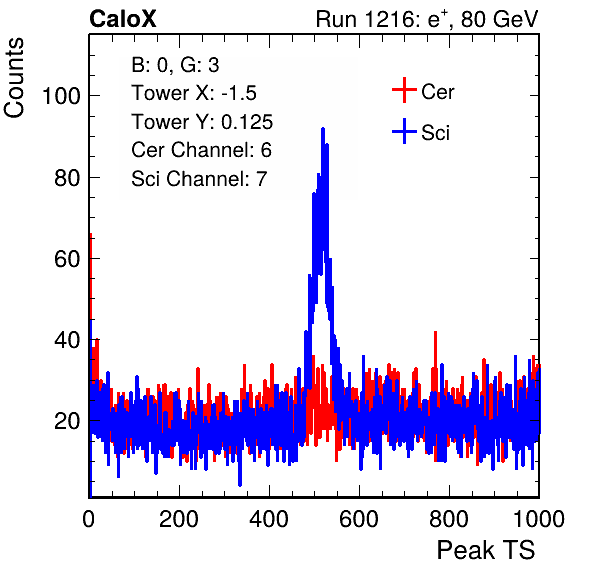 CaloX Run 1216: e⁺, 80 GeV
Counts
B: 0, G: 3
Tower X: -1.5
Tower Y: 0.125
Cer Channel: 6
Sci Channel: 7
Cer
Sci
100
80
60
40
20
0 200 400 600 800 1000
Peak TS